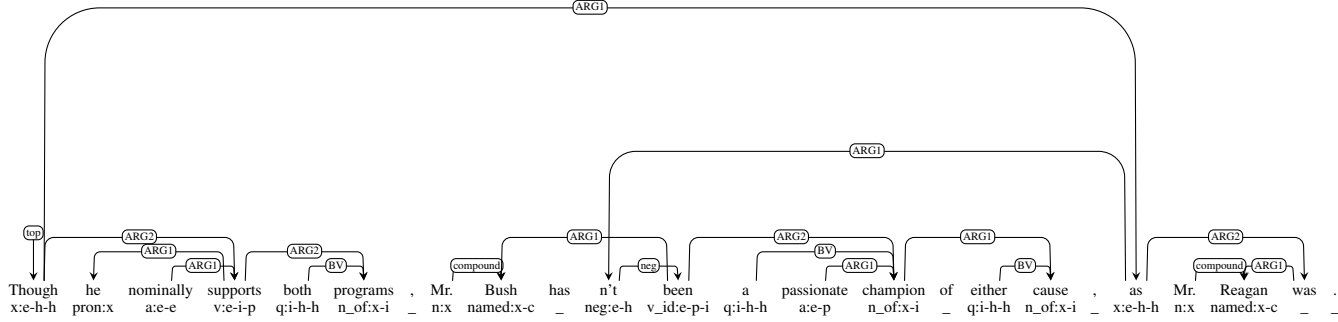 ARG1
ARG1
top ARG2 ARG1 ARG2 ARG1 ARG2
ARG1 ARG2 BV
ARG1 BV compound neg ARG1 BV compound ARG1
Though he nominally supports both programs , Mr. Bush has n't been a passionate champion of either cause , as Mr. Reagan was .
x:e-h-h pron:x a:e-e v:e-i-p q:i-h-h n_of:x-i _ n:x named:x-c _ neg:e-h v_id:e-p-i q:i-h-h a:e-p n_of:x-i _ q:i-h-h n_of:x-i _ x:e-h-h n:x named:x-c _ _